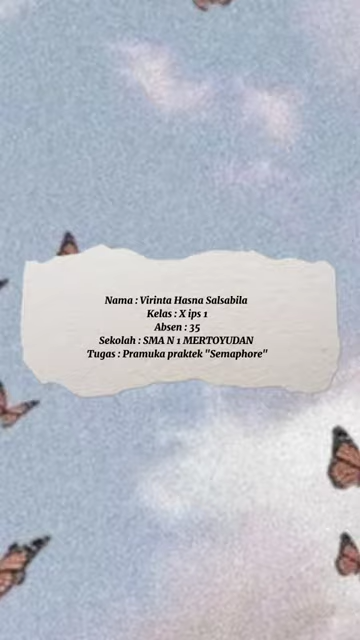 Nama : Virinta Hasna Salsabila
Kelas : X ips 1
Absen : 35
Sekolah : SMA N 1 MERTOYUDAN
Tugas : Pramuka praktek "Semaphore"